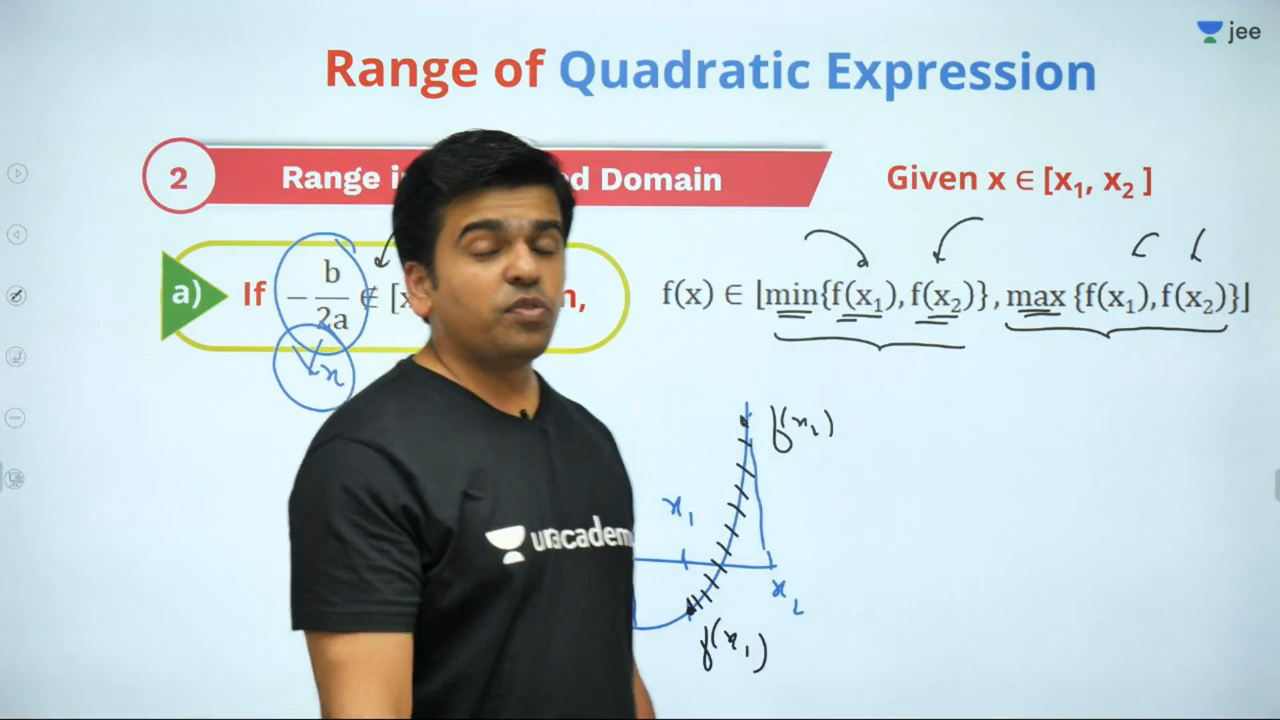 jee
Range of Quadratic Expression
2
Range i d Domain
Given x ∈ [x₁, x₂ ]
a) If −b/2a ∉ [x n,
f(x) ∈ [min{f(x₁), f(x₂)}, max {f(x₁), f(x₂)}]
∀x
f(x₂)
x₁
x₂
f(x₁)
unacadem